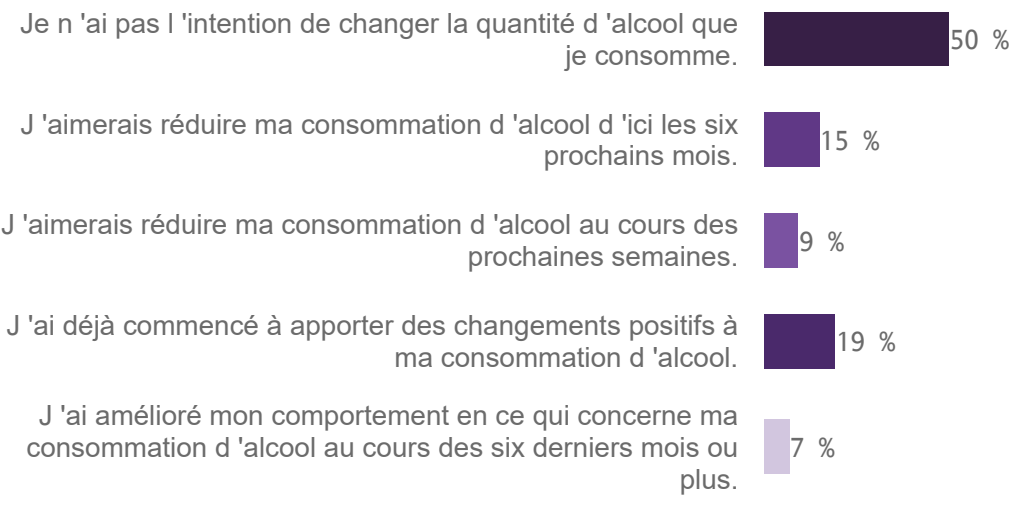 Je n 'ai pas l 'intention de changer la quantité d 'alcool que
je consomme.
50 %
J 'aimerais réduire ma consommation d 'alcool d 'ici les six
prochains mois.
15 %
J 'aimerais réduire ma consommation d 'alcool au cours des
prochaines semaines.
9 %
J 'ai déjà commencé à apporter des changements positifs à
ma consommation d 'alcool.
19 %
J 'ai amélioré mon comportement en ce qui concerne ma
consommation d 'alcool au cours des six derniers mois ou
plus.
7 %